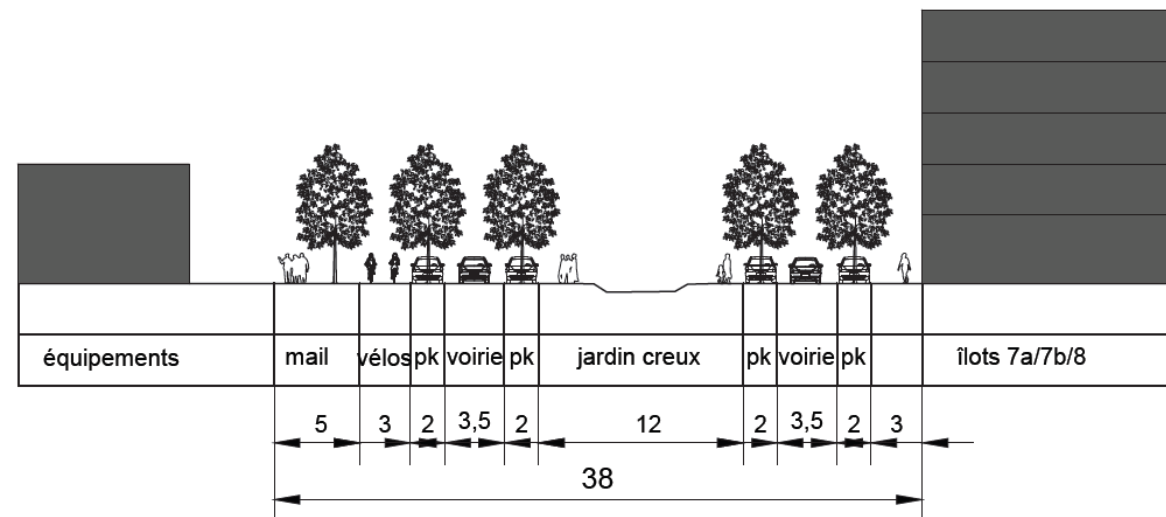 équipements mail vélos pk voirie pk jardin creux pk voirie pk îlots 7a/7b/8
5 3 2 3,5 2 12 2 3,5 2 3
38